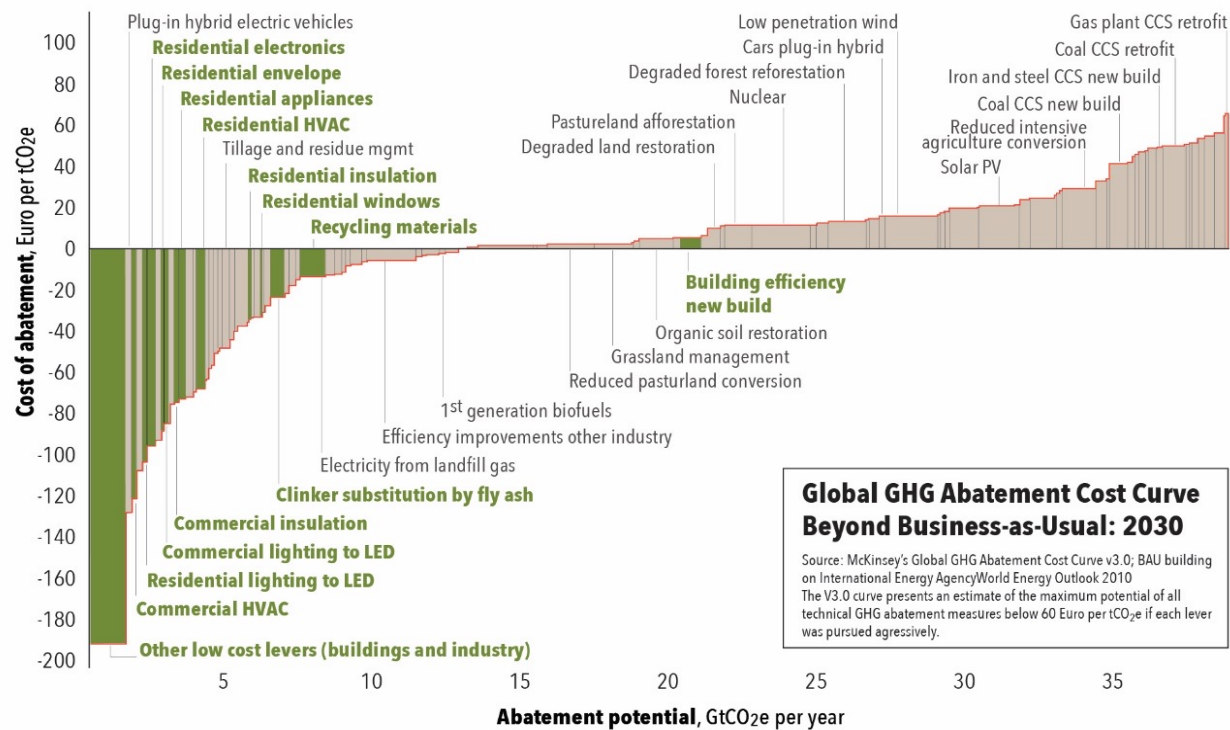 Plug-in hybrid electric vehicles
Residential electronics
Residential envelope
Residential appliances
Residential HVAC
Tillage and residue mgmt
Residential insulation
Residential windows
Recycling materials
Low penetration wind
Cars plug-in hybrid
Degraded forest reforestation
Nuclear
Pastureland afforestation
Degraded land restoration
Gas plant CCS retrofit
Coal CCS retrofit
Iron and steel CCS new build
Coal CCS new build
Reduced intensive
agriculture conversion
Solar PV
100
80
60
40
20
0
-20
-40
-60
-80
-100
-120
-140
-160
-180
-200
Cost of abatement, Euro per tCO2e
Building efficiency
new build
Organic soil restoration
Grassland management
Reduced pasturland conversion
1st generation biofuels
Efficiency improvements other industry
Electricity from landfill gas
Clinker substitution by fly ash
Commercial insulation
Commercial lighting to LED
Residential lighting to LED
Commercial HVAC
Other low cost levers (buildings and industry)
Global GHG Abatement Cost Curve
Beyond Business-as-Usual: 2030
Source: McKinsey's Global GHG Abatement Cost Curve v3.0; BAU building
on International Energy AgencyWorld Energy Outlook 2010
The V3.0 curve presents an estimate of the maximum potential of all
technical GHG abatement measures below 60 Euro per tCO2e if each lever
was pursued agressively.
5
10
15
20
25
30
35
Abatement potential, GtCO2e per year